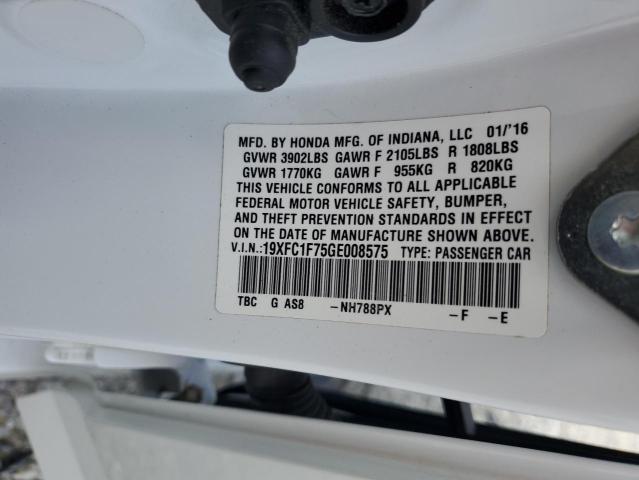 MFD. BY HONDA MFG. OF INDIANA, LLC 01/'16
GVWR 3902LBS GAWR F 2105LBS R 1808LBS
GVWR 1770KG GAWR F 955KG R 820KG
THIS VEHICLE CONFORMS TO ALL APPLICABLE
FEDERAL MOTOR VEHICLE SAFETY, BUMPER,
AND THEFT PREVENTION STANDARDS IN EFFECT
ON THE DATE OF MANUFACTURE SHOWN ABOVE.
V.I.N.:19XFC1F75GE008575 TYPE: PASSENGER CAR
TBC G AS8 -NH788PX -F -E